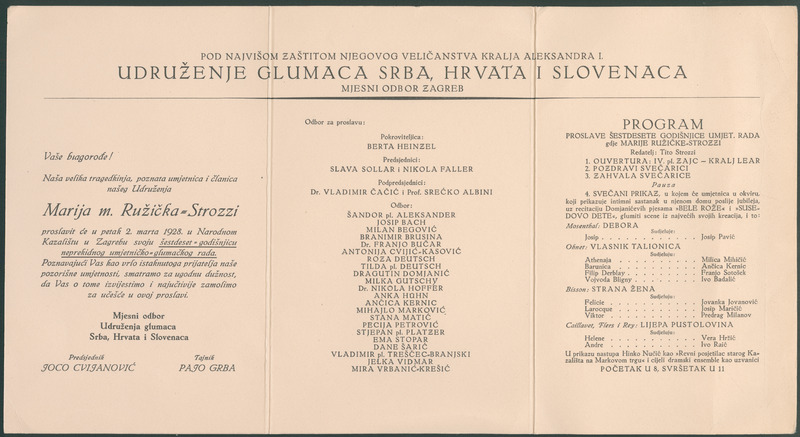 POD NAJVIŠOM ZAŠTITOM NJEGOVOG VELIČANSTVA KRALJA ALEKSANDRA I.
UDRUŽENJE GLUMACA SRBA, HRVATA I SLOVENACA
MJESNI ODBOR ZAGREB
Vaše blagorođe!
Naša velika tragedkinja, poznata umjetnica i članica
našeg Udruženja
Marija m. Ružička-Strozzi
proslavit će u petak 2. marta 1928. u Narodnom
Kazalištu u Zagrebu svoju šestdeset-godišnjicu
neprekidnog umjetničko-glumačkog rada.
Poznavajući Vas kao vrlo istaknutoga prijatelja naše
pozorišne umjetnosti, smatramo za ugodnu dužnost,
da Vas o tome izvijestimo i najučtivije zamolimo
za učešće u ovoj proslavi.
Mjesni odbor
Udruženja glumaca
Srba, Hrvata i Slovenaca
Predsjednik Tajnik
JOCO CVIJANOVIĆ PAJO GRBA
Odbor za proslavu:
Pokroviteljica:
BERTA HEINZEL
Predsjednici:
SLAVA SOLLAR i NIKOLA FALLER
Podpredsjednici:
Dr. VLADIMIR ČAČIĆ i Prof. SREĆKO ALBINI
Odbor:
ŠANDOR pl. ALEKSANDER
JOSIP BACH
MILAN BEGOVIĆ
BRANIMIR BRUSINA
Dr. FRANJO BUČAR
ANTONIJA CVIJIĆ-KASOVIĆ
ROZA DEUTSCH
TILDA pl. DEUTSCH
DRAGUTIN DOMJANIĆ
MILKA GUTSCHY
Dr. NIKOLA HOFFER
ANKA HÜHN
ANČICA KERNIC
MIHAJLO MARKOVIĆ
STANA MATIĆ
PECIJA PETROVIĆ
STJEPAN pl. PLATZER
EMA STOPAR
DANE ŠARIĆ
VLADIMIR pl. TREŠČEC-BRANJSKI
JELKA VIDMAR
MIRA VRBANIĆ-KREŠIĆ
PROGRAM
PROSLAVE ŠESTDESETE GODIŠNJICE UMJET. RADA
gdje MARIJE RUŽIČKE-STROZZI
Redatelj: Tito Strozzi
1. OUVERTURA: IV. pl. ZAJC – KRALJ LEAR
2. POZDRAVI SVEČARICI
3. ZAHVALA SVEČARICE
Pauza
4. SVEČANI PRIKAZ, u kojem će umjetnica u okviru,
koji prikazuje intimni sastanak u njenom domu poslije jubileja,
uz recitaciju Domjanićevih pjesama »BELE ROŽE« i »SUSE-
DOVO DETE«, glumiti scene iz najvećih svojih kreacija, i to:
Mosenthal: DEBORA
Sudjeluje:
Josip . . . . . . . . . . . . Josip Pavić
Ohnet: VLASNIK TALIONICA
Sudjeluju:
Athenaja . . . . . . . . . . Milica Mihičić
Barunica . . . . . . . . . . Ančica Kernic
Filip Derblay . . . . . . . . Franjo Sotošek
Vojvoda Bligny . . . . . . . Ivo Badalić
Bisson: STRANA ŽENA
Sudjeluju:
Felicie . . . . . . . . . . . Jovanka Jovanović
Larocque . . . . . . . . . . Josip Maričić
Viktor . . . . . . . . . . . Predrag Milanov
Caillavet, Flers i Rey: LIJEPA PUSTOLOVINA
Sudjeluju:
Helene . . . . . . . . . . . Vera Hržić
Andre . . . . . . . . . . . Ivo Raić
U prikazu nastupa Hinko Nučić kao »Revni posjetilac starog Ka-
zališta na Markovom trgu« i cijeli dramski ensemble kao uzvanici
POČETAK U 8, SVRŠETAK U 11